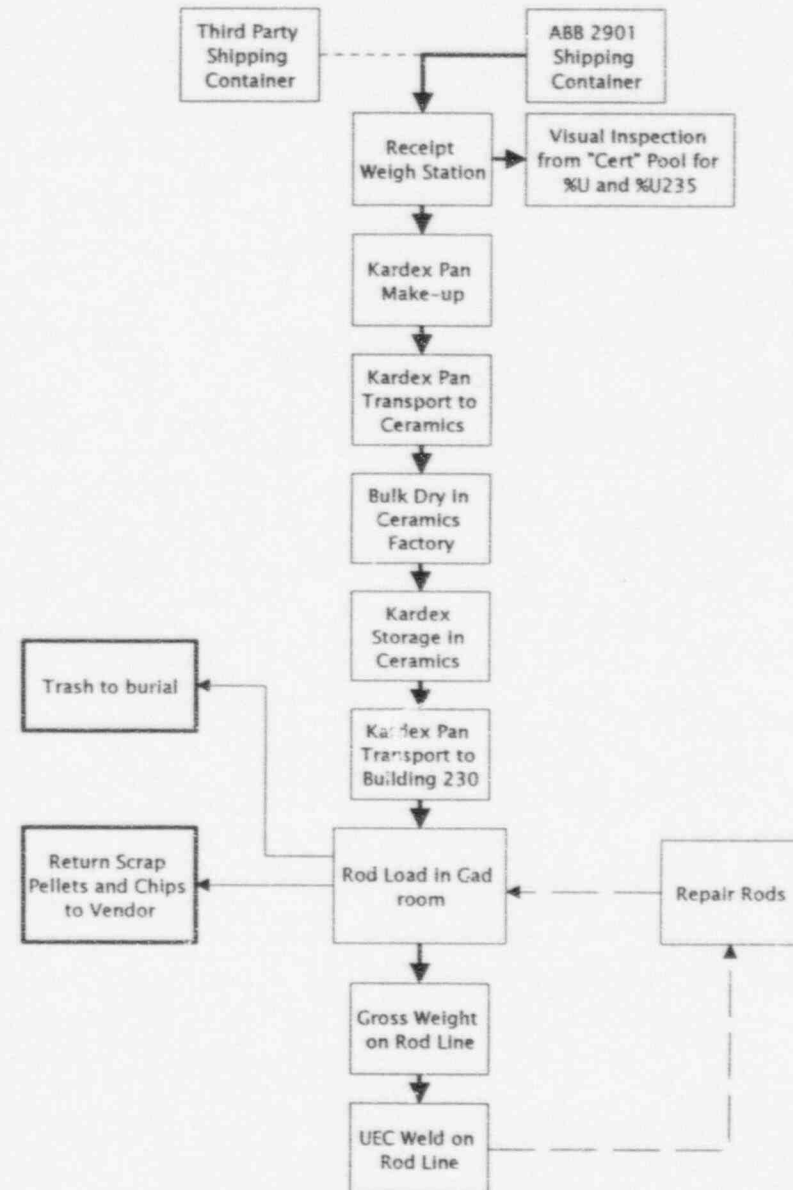 Third Party
Shipping
Container
ABB 2901
Shipping
Container
Receipt
Weigh Station
Visual Inspection
from "Cert" Pool for
%U and %U235
Kardex Pan
Make-up
Kardex Pan
Transport to
Ceramics
Bulk Dry in
Ceramics
Factory
Kardex
Storage in
Ceramics
Trash to burial
Kardex Pan
Transport to
Building 230
Return Scrap
Pellets and Chips
to Vendor
Rod Load in Gad
room
Repair Rods
Gross Weight
on Rod Line
UEC Weld on
Rod Line